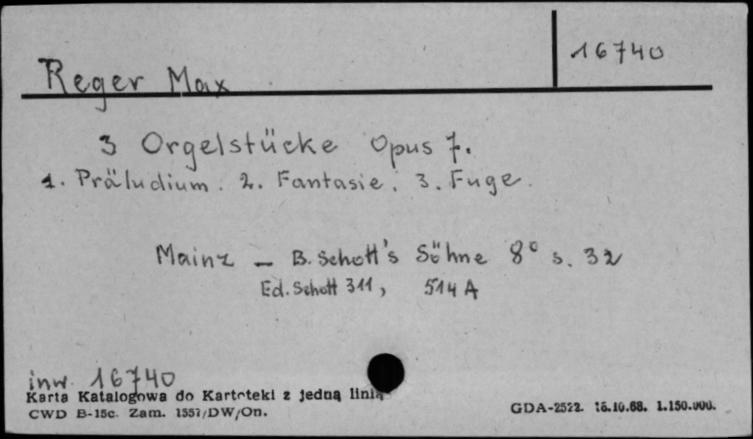 16740
Reger Max
3 Orgelstücke Opus 7.
1. Präludium. 2. Fantasie. 3. Fuge.
Mainz - B. Schott's Söhne 8° s. 32
Ed. Schott 311, 514 A
inw. 16740
Karta Katalogowa do Kartoteki z jedną linią
CWD B-15c. Zam. 1557/DW/On.
GDA-2522. 16.10.68. 1.150.000.